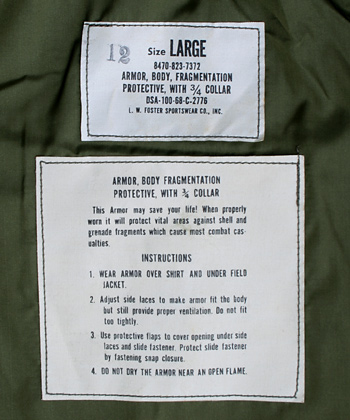 12 Size LARGE
8470-823-7372
ARMOR, BODY, FRAGMENTATION
PROTECTIVE, WITH 3/4 COLLAR
DSA-100-68-C-2776
L. W. FOSTER SPORTSWEAR CO., INC.
ARMOR, BODY FRAGMENTATION
PROTECTIVE, WITH ¾ COLLAR
This Armor may save your life! When properly
worn it will protect vital areas against shell and
grenade fragments which cause most combat cas-
ualties.
INSTRUCTIONS
1. WEAR ARMOR OVER SHIRT AND UNDER FIELD
JACKET.
2. Adjust side laces to make armor fit the body
but still provide proper ventilation. Do not fit
too tightly.
3. Use protective flaps to cover opening under side
laces and slide fastener. Protect slide fastener
by fastening snap closure.
4. DO NOT DRY THE ARMOR NEAR AN OPEN FLAME.